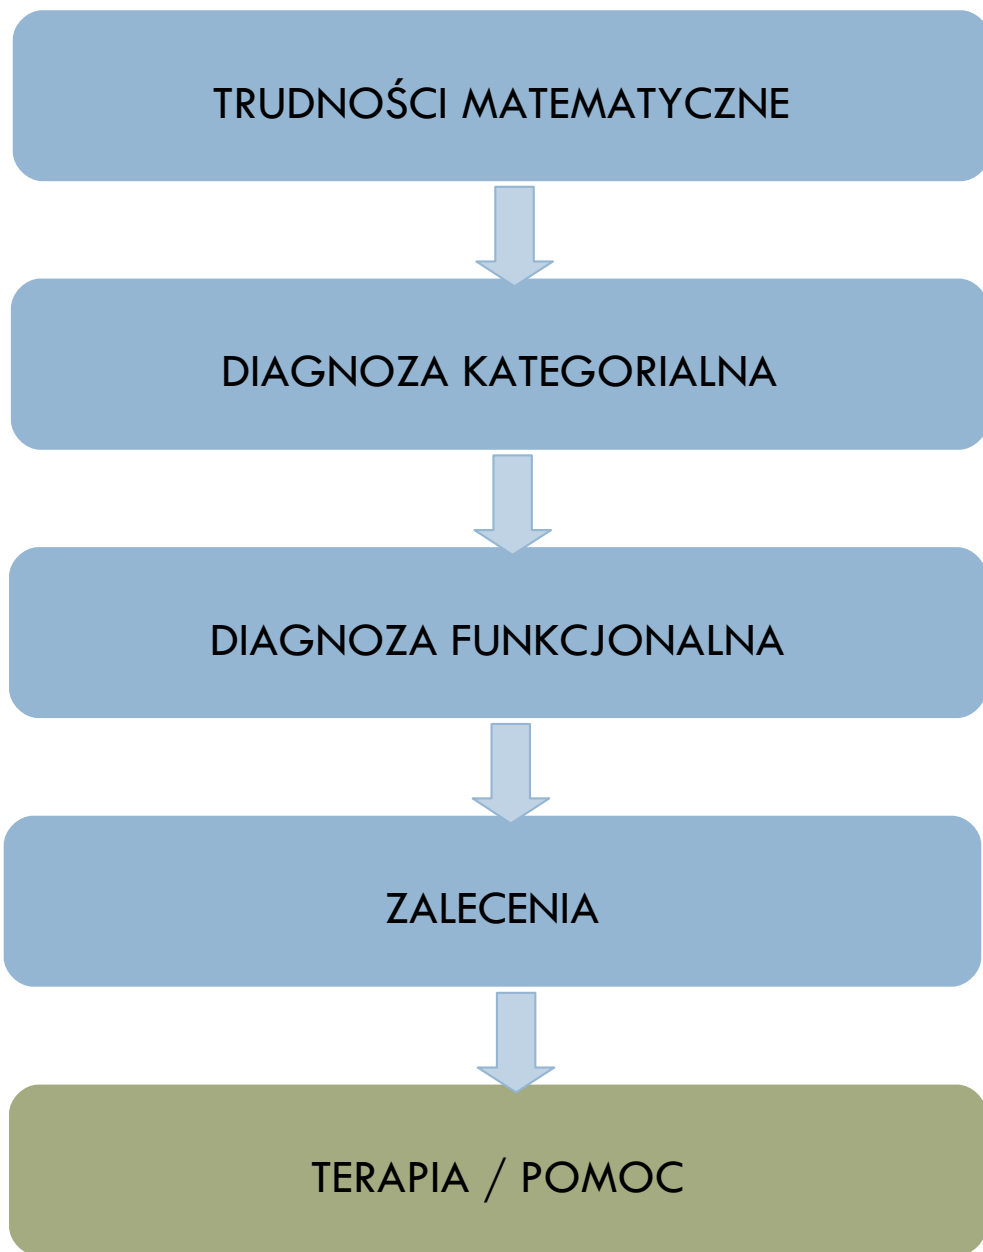 TRUDNOŚCI MATEMATYCZNE
DIAGNOZA KATEGORIALNA
DIAGNOZA FUNKCJONALNA
ZALECENIA
TERAPIA / POMOC